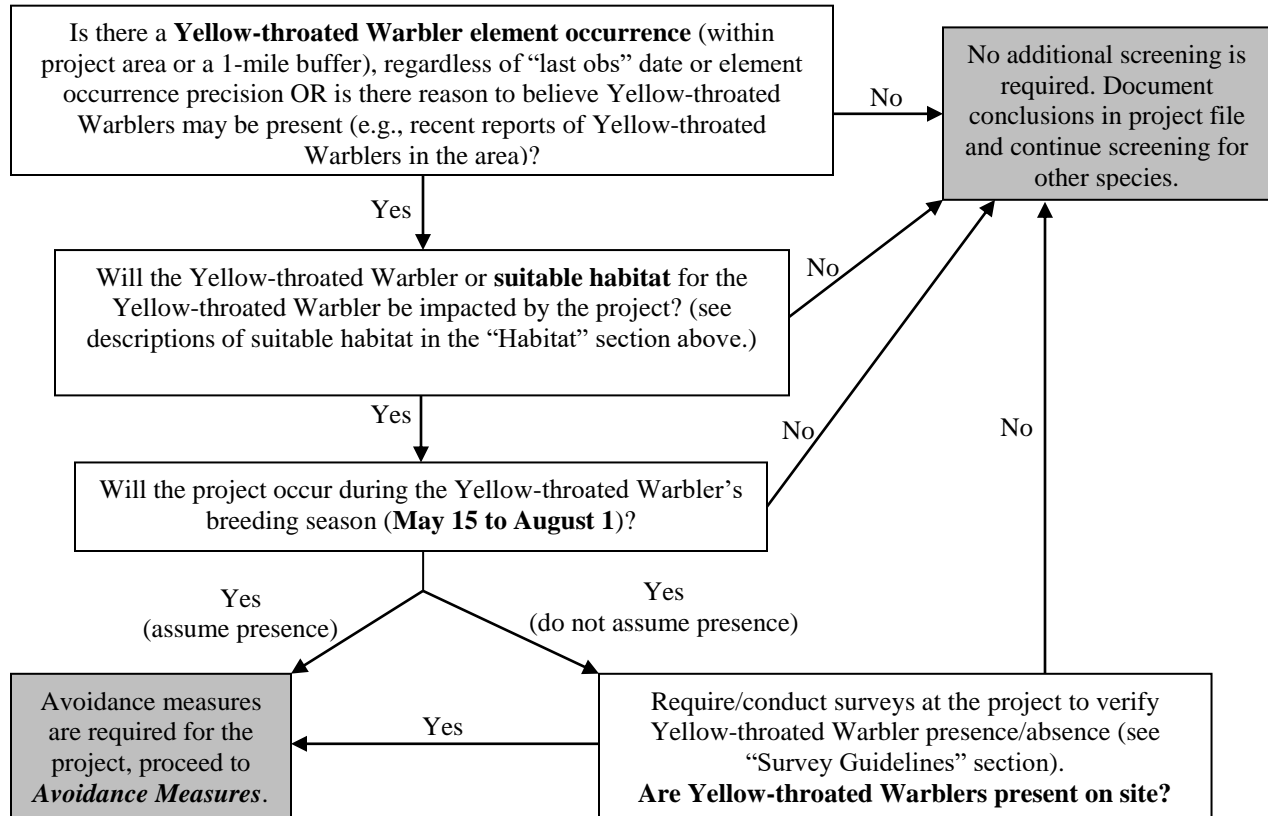 Is there a Yellow-throated Warbler element occurrence (within
project area or a 1-mile buffer), regardless of “last obs” date or element
occurrence precision OR is there reason to believe Yellow-throated
Warblers may be present (e.g., recent reports of Yellow-throated
Warblers in the area)?
No
No additional screening is
required. Document
conclusions in project file
and continue screening for
other species.
Yes
Will the Yellow-throated Warbler or suitable habitat for the
Yellow-throated Warbler be impacted by the project? (see
descriptions of suitable habitat in the “Habitat” section above.)
No
Yes
No
No
Will the project occur during the Yellow-throated Warbler’s
breeding season (May 15 to August 1)?
Yes
(assume presence)
Yes
(do not assume presence)
Avoidance measures
are required for the
project, proceed to
Avoidance Measures.
Yes
Require/conduct surveys at the project to verify
Yellow-throated Warbler presence/absence (see
“Survey Guidelines” section).
Are Yellow-throated Warblers present on site?